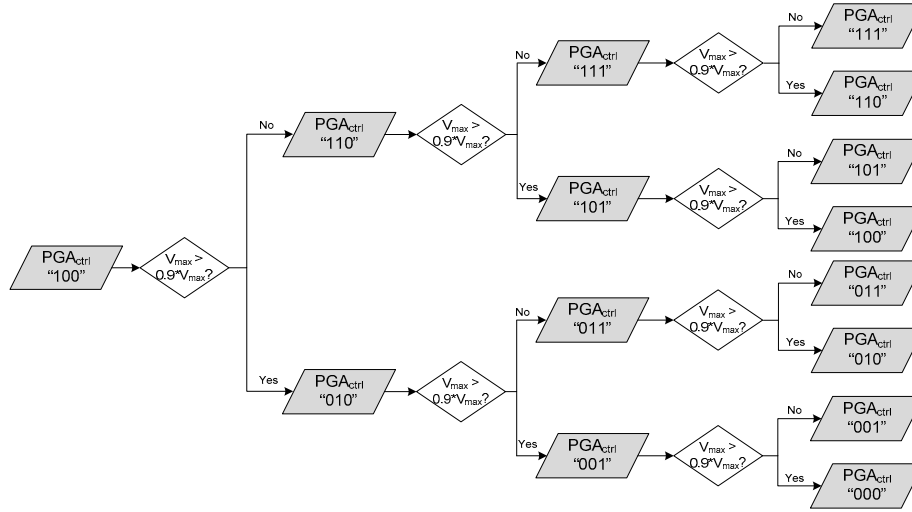 PGActrl
“100”
Vmax >
0.9*Vmax?
No
PGActrl
“110”
Vmax >
0.9*Vmax?
Yes
PGActrl
“010”
Vmax >
0.9*Vmax?
No
PGActrl
“111”
Vmax >
0.9*Vmax?
Yes
PGActrl
“101”
Vmax >
0.9*Vmax?
No
PGActrl
“011”
Vmax >
0.9*Vmax?
Yes
PGActrl
“001”
Vmax >
0.9*Vmax?
No
PGActrl
“111”
Yes
PGActrl
“110”
No
PGActrl
“101”
Yes
PGActrl
“100”
No
PGActrl
“011”
Yes
PGActrl
“010”
No
PGActrl
“001”
Yes
PGActrl
“000”